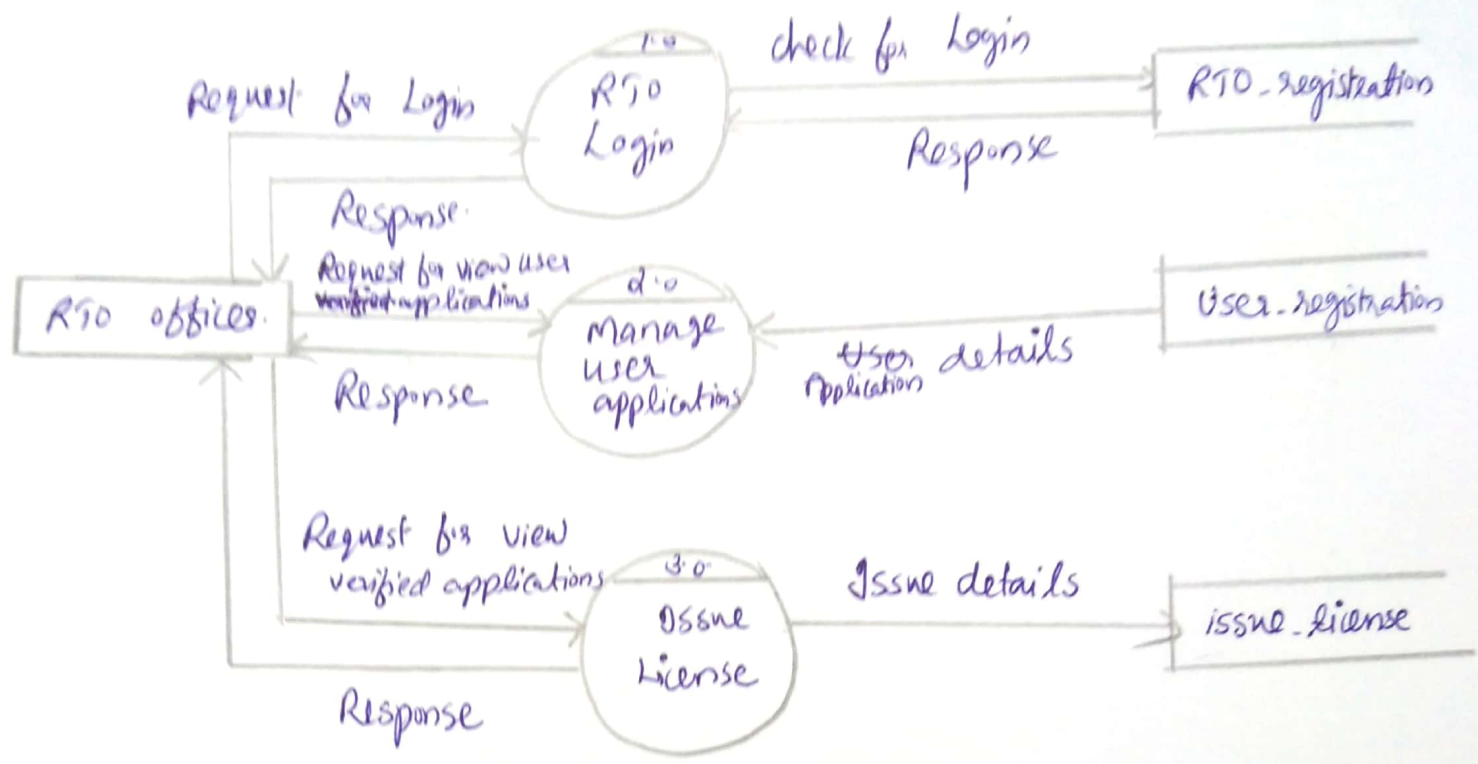 1.0
RTO
Login
Request for Login
check for Login
RTO_registration
Response
Response.
Request for view user
applications
RTO offices.
2.0
Manage
user
applications
User_registration
User details
Application
Response
Request for view
verified applications
3.0
Issue
License
Issue details
issue_license
Response